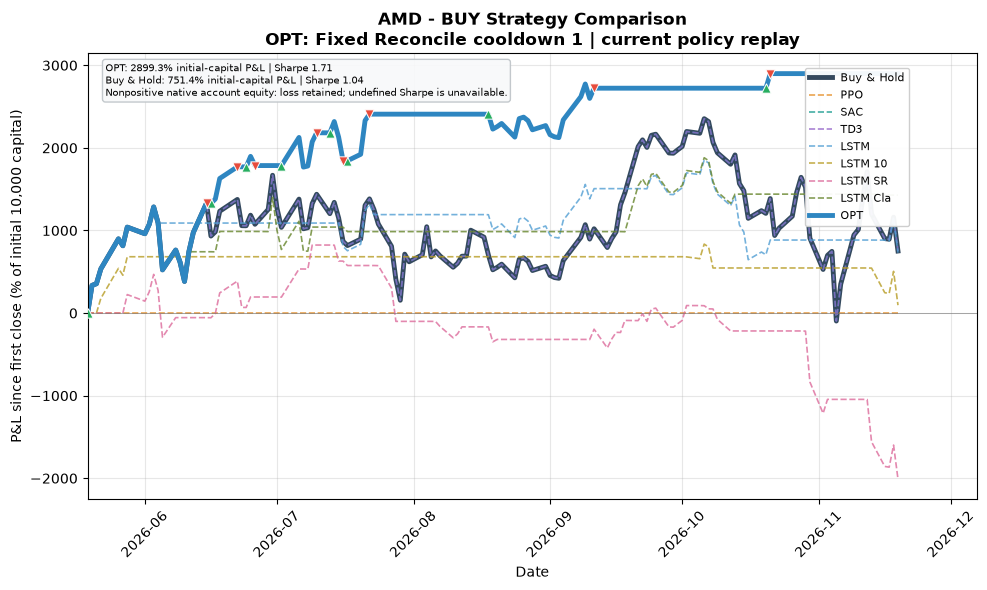 AMD - BUY Strategy Comparison
OPT: Fixed Reconcile cooldown 1 | current policy replay
OPT: 2899.3% initial-capital P&L | Sharpe 1.71
Buy & Hold: 751.4% initial-capital P&L | Sharpe 1.04
Nonpositive native account equity: loss retained; undefined Sharpe is unavailable.
Buy & Hold
PPO
SAC
TD3
LSTM
LSTM 10
LSTM SR
LSTM Cla
OPT
P&L since first close (% of initial 10,000 capital)
3000
2000
1000
0
−1000
−2000
2026-06
2026-07
2026-08
2026-09
2026-10
2026-11
2026-12
Date